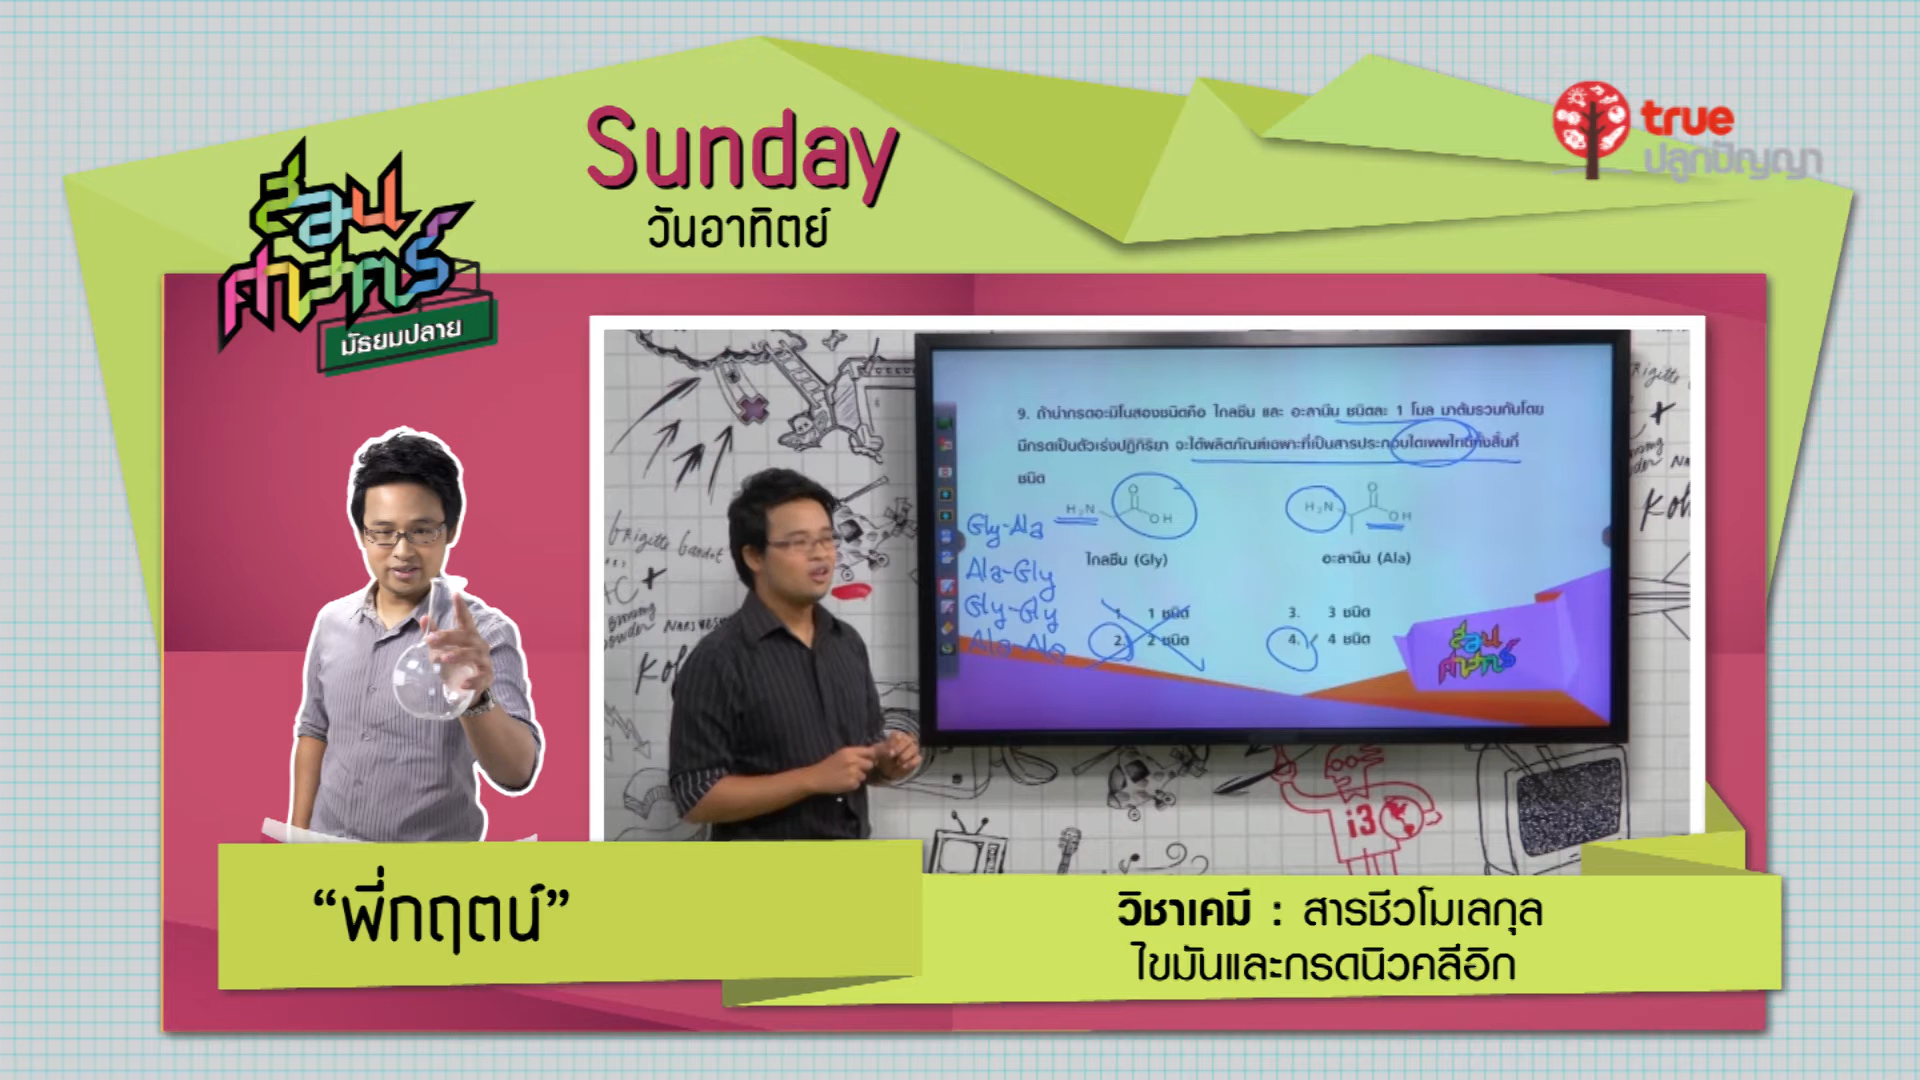 Sunday
วันอาทิตย์
true
ปลูกปัญญา
สอน
ศาสตร์
มัธยมปลาย
9. ถ้านำกรดอะมิโนสองชนิดคือ ไกลซีน และ อะลานีน ชนิดละ 1 โมล มาต้มรวมกันโดย
มีกรดเป็นตัวเร่งปฏิกิริยา จะได้ผลิตภัณฑ์เฉพาะที่เป็นสารประกอบไดเพพไทด์ทั้งสิ้นกี่
ชนิด
H₂N O OH
H₂N O OH
ไกลซีน (Gly)
อะลานีน (Ala)
Gly-Ala
Ala-Gly
Gly-Gly
Ala-Ala
1. 1 ชนิด
2. 2 ชนิด
3. 3 ชนิด
4. 4 ชนิด
สอน
ศาสตร์
Brigitte Bardot
+C+
NARS
Koh
Koh
i3
“พี่กฤตน์”
วิชาเคมี : สารชีวโมเลกุล
ไขมันและกรดนิวคลีอิก